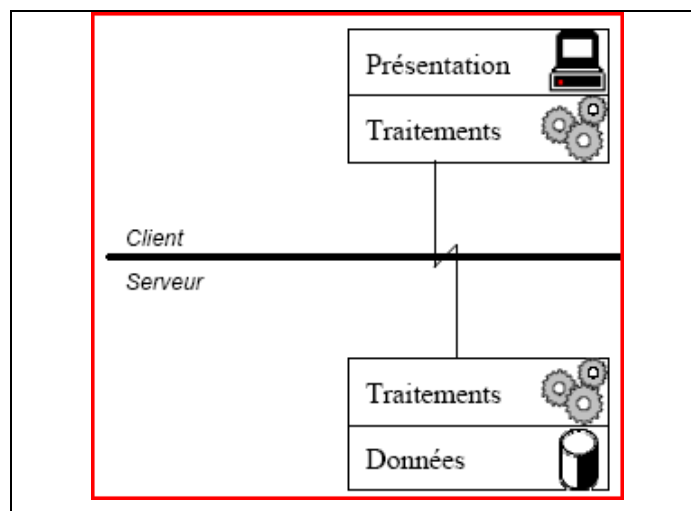 Présentation
Traitements
Client
Serveur
Traitements
Données